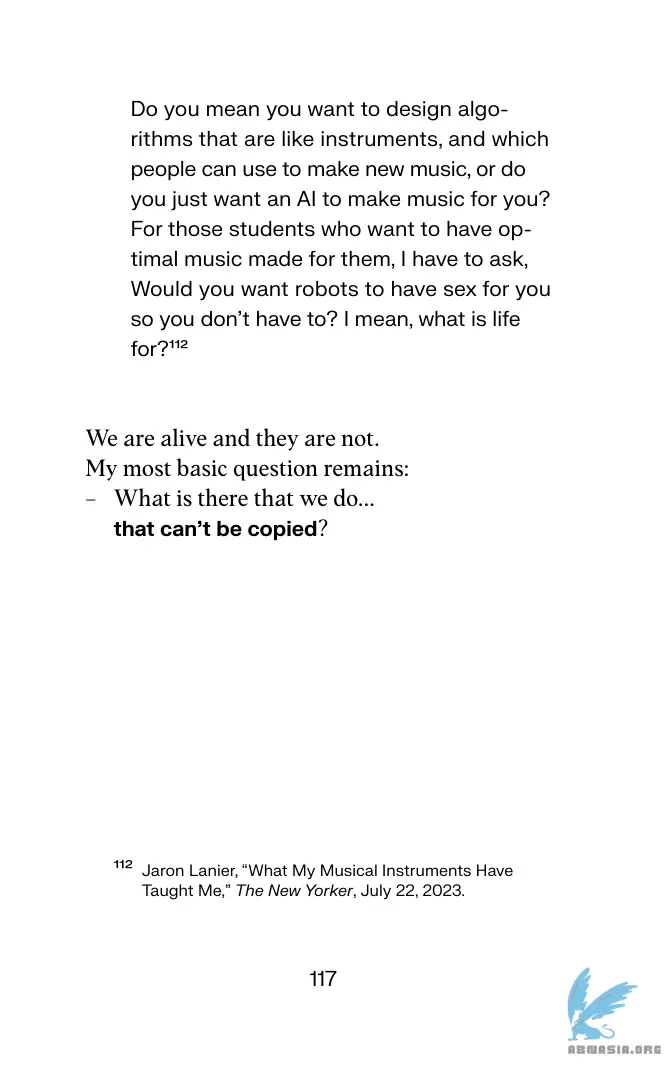 Do you mean you want to design algo-
rithms that are like instruments, and which
people can use to make new music, or do
you just want an AI to make music for you?
For those students who want to have op-
timal music made for them, I have to ask,
Would you want robots to have sex for you
so you don’t have to? I mean, what is life
for?¹¹²
We are alive and they are not.
My most basic question remains:
– What is there that we do...
that can’t be copied?
¹¹² Jaron Lanier, “What My Musical Instruments Have
Taught Me,” The New Yorker, July 22, 2023.
117
ABNASIA.ORG